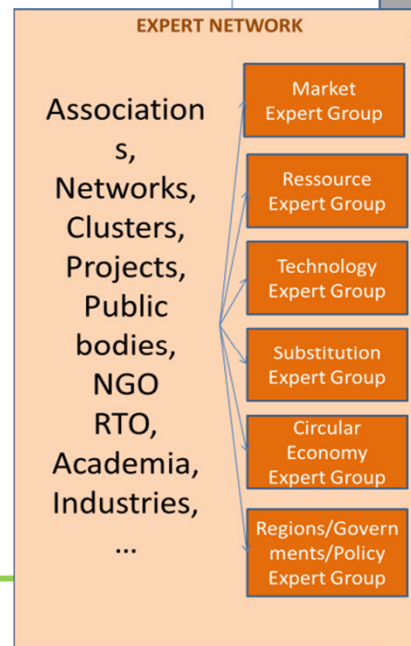 EXPERT NETWORK
Association
s,
Networks,
Clusters,
Projects,
Public
bodies,
NGO
RTO,
Academia,
Industries,
...
Market
Expert Group
Ressource
Expert Group
Technology
Expert Group
Substitution
Expert Group
Circular
Economy
Expert Group
Regions/Govern
ments/Policy
Expert Group